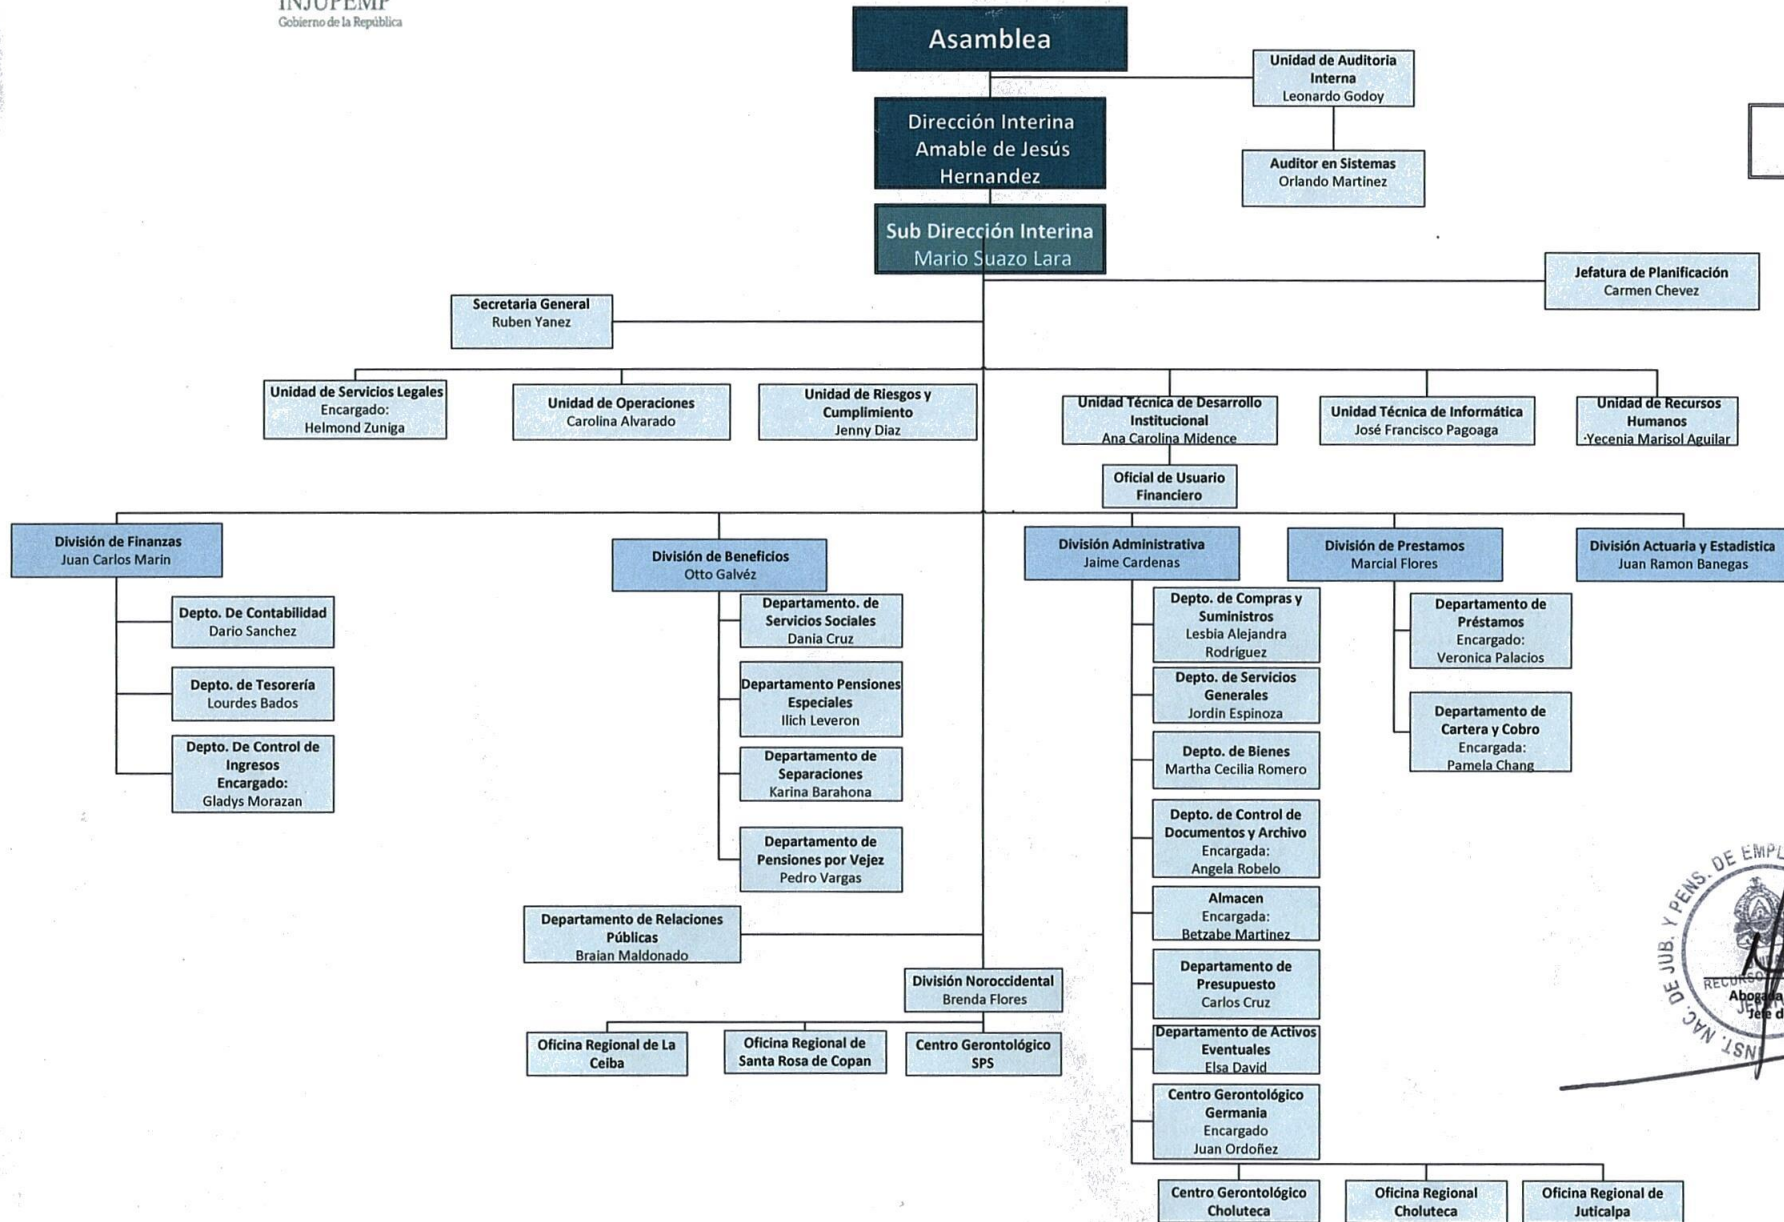 INJUPEMP
Gobierno de la República
Asamblea
Unidad de Auditoria
Interna
Leonardo Godoy
Dirección Interina
Amable de Jesús
Hernandez
Auditor en Sistemas
Orlando Martinez
Sub Dirección Interina
Mario Suazo Lara
Jefatura de Planificación
Carmen Chevez
Secretaria General
Ruben Yanez
Unidad de Servicios Legales
Encargado:
Helmond Zuniga
Unidad de Operaciones
Carolina Alvarado
Unidad de Riesgos y
Cumplimiento
Jenny Diaz
Unidad Técnica de Desarrollo
Institucional
Ana Carolina Midence
Unidad Técnica de Informática
José Francisco Pagoaga
Unidad de Recursos
Humanos
Yecenia Marisol Aguilar
Oficial de Usuario
Financiero
División de Finanzas
Juan Carlos Marin
División de Beneficios
Otto Galvéz
División Administrativa
Jaime Cardenas
División de Prestamos
Marcial Flores
División Actuaria y Estadistica
Juan Ramon Banegas
Depto. De Contabilidad
Dario Sanchez
Depto. de Tesorería
Lourdes Bados
Depto. De Control de
Ingresos
Encargado:
Gladys Morazan
Departamento. de
Servicios Sociales
Dania Cruz
Departamento Pensiones
Especiales
Ilich Leveron
Departamento de
Separaciones
Karina Barahona
Departamento de
Pensiones por Vejez
Pedro Vargas
Depto. de Compras y
Suministros
Lesbia Alejandra
Rodríguez
Depto. de Servicios
Generales
Jordin Espinoza
Depto. de Bienes
Martha Cecilia Romero
Depto. de Control de
Documentos y Archivo
Encargada:
Angela Robelo
Almacen
Encargada:
Betzabe Martinez
Departamento de
Presupuesto
Carlos Cruz
Departamento de Activos
Eventuales
Elsa David
Centro Gerontológico
Germania
Encargado
Juan Ordoñez
Departamento de
Préstamos
Encargado:
Veronica Palacios
Departamento de
Cartera y Cobro
Encargada:
Pamela Chang
Departamento de Relaciones
Públicas
Braian Maldonado
División Noroccidental
Brenda Flores
Oficina Regional de La
Ceiba
Oficina Regional de
Santa Rosa de Copan
Centro Gerontológico
SPS
Centro Gerontológico
Choluteca
Oficina Regional
Choluteca
Oficina Regional de
Juticalpa
INST. NAC. DE JUB. Y PENS. DE EMPL
Abogada
Jefe d